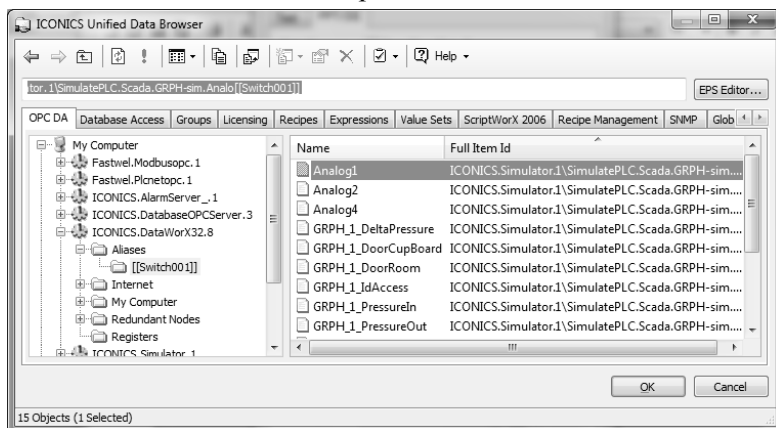 ICONICS Unified Data Browser
Help
itor.1\SimulatePLC.Scada.GRPH-sim.Analo[[Switch001]]
EPS Editor...
OPC DA Database Access Groups Licensing Recipes Expressions Value Sets ScriptWorX 2006 Recipe Management SNMP Glob
My Computer
Fastwel.Modbusopc.1
Fastwel.Plcnetopc.1
ICONICS.AlarmServer_.1
ICONICS.DatabaseOPCServer.3
ICONICS.DataWorX32.8
Aliases
[[Switch001]]
Internet
My Computer
Redundant Nodes
Registers
ICONICS.Simulator.1
Name Full Item Id
Analog1 ICONICS.Simulator.1\SimulatePLC.Scada.GRPH-sim....
Analog2 ICONICS.Simulator.1\SimulatePLC.Scada.GRPH-sim....
Analog4 ICONICS.Simulator.1\SimulatePLC.Scada.GRPH-sim....
GRPH_1_DeltaPressure ICONICS.Simulator.1\SimulatePLC.Scada.GRPH-sim....
GRPH_1_DoorCupBoard ICONICS.Simulator.1\SimulatePLC.Scada.GRPH-sim....
GRPH_1_DoorRoom ICONICS.Simulator.1\SimulatePLC.Scada.GRPH-sim....
GRPH_1_IdAccess ICONICS.Simulator.1\SimulatePLC.Scada.GRPH-sim....
GRPH_1_PressureIn ICONICS.Simulator.1\SimulatePLC.Scada.GRPH-sim....
GRPH_1_PressureOut ICONICS.Simulator.1\SimulatePLC.Scada.GRPH-sim....
OK Cancel
15 Objects (1 Selected)